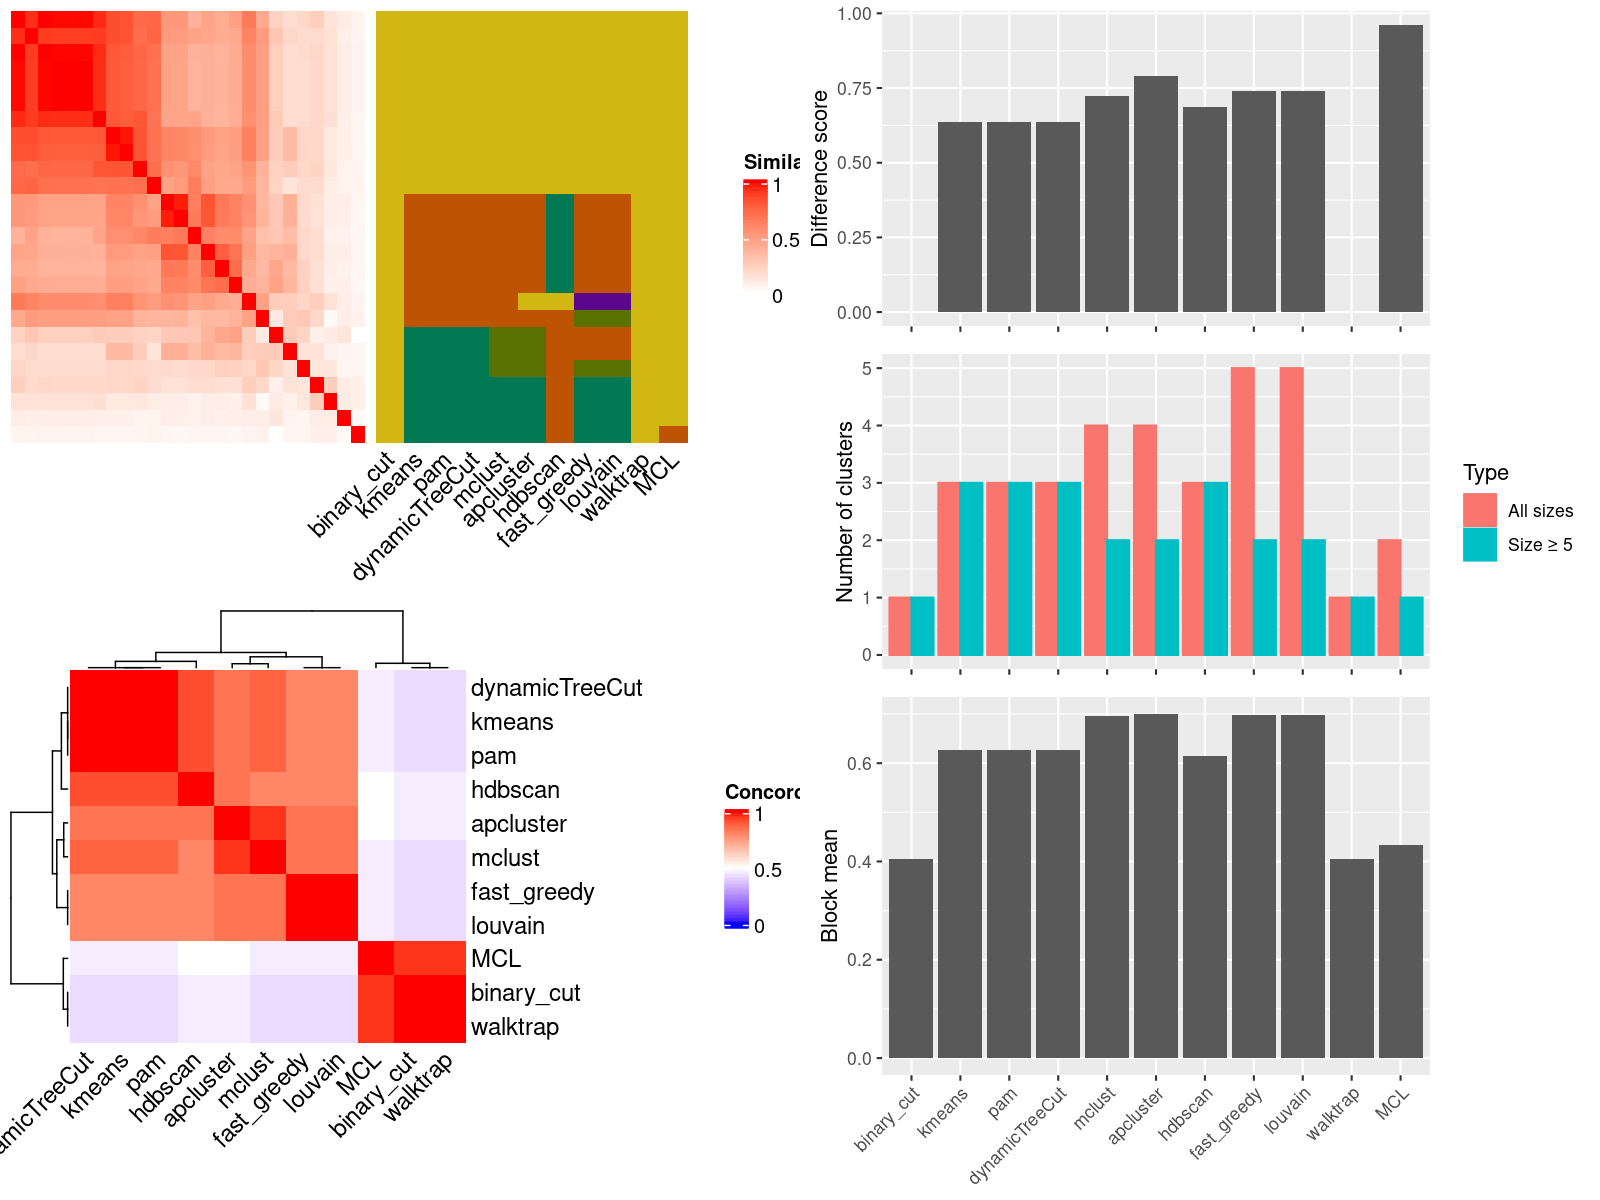 Simila
1
0.5
0
binary_cut
kmeans
pam
dynamicTreeCut
mclust
apcluster
hdbscan
fast_greedy
louvain
walktrap
MCL
dynamicTreeCut
kmeans
pam
hdbscan
apcluster
mclust
fast_greedy
louvain
MCL
binary_cut
walktrap
Concord
1
0.5
0
amicTreeCut
kmeans
pam
hdbscan
apcluster
mclust
fast_greedy
louvain
MCL
binary_cut
walktrap
Difference score
1.00
0.75
0.50
0.25
0.00
Number of clusters
5
4
3
2
1
0
Type
All sizes
Size ≥ 5
Block mean
0.6
0.4
0.2
0.0
binary_cut
kmeans
pam
dynamicTreeCut
mclust
apcluster
hdbscan
fast_greedy
louvain
walktrap
MCL